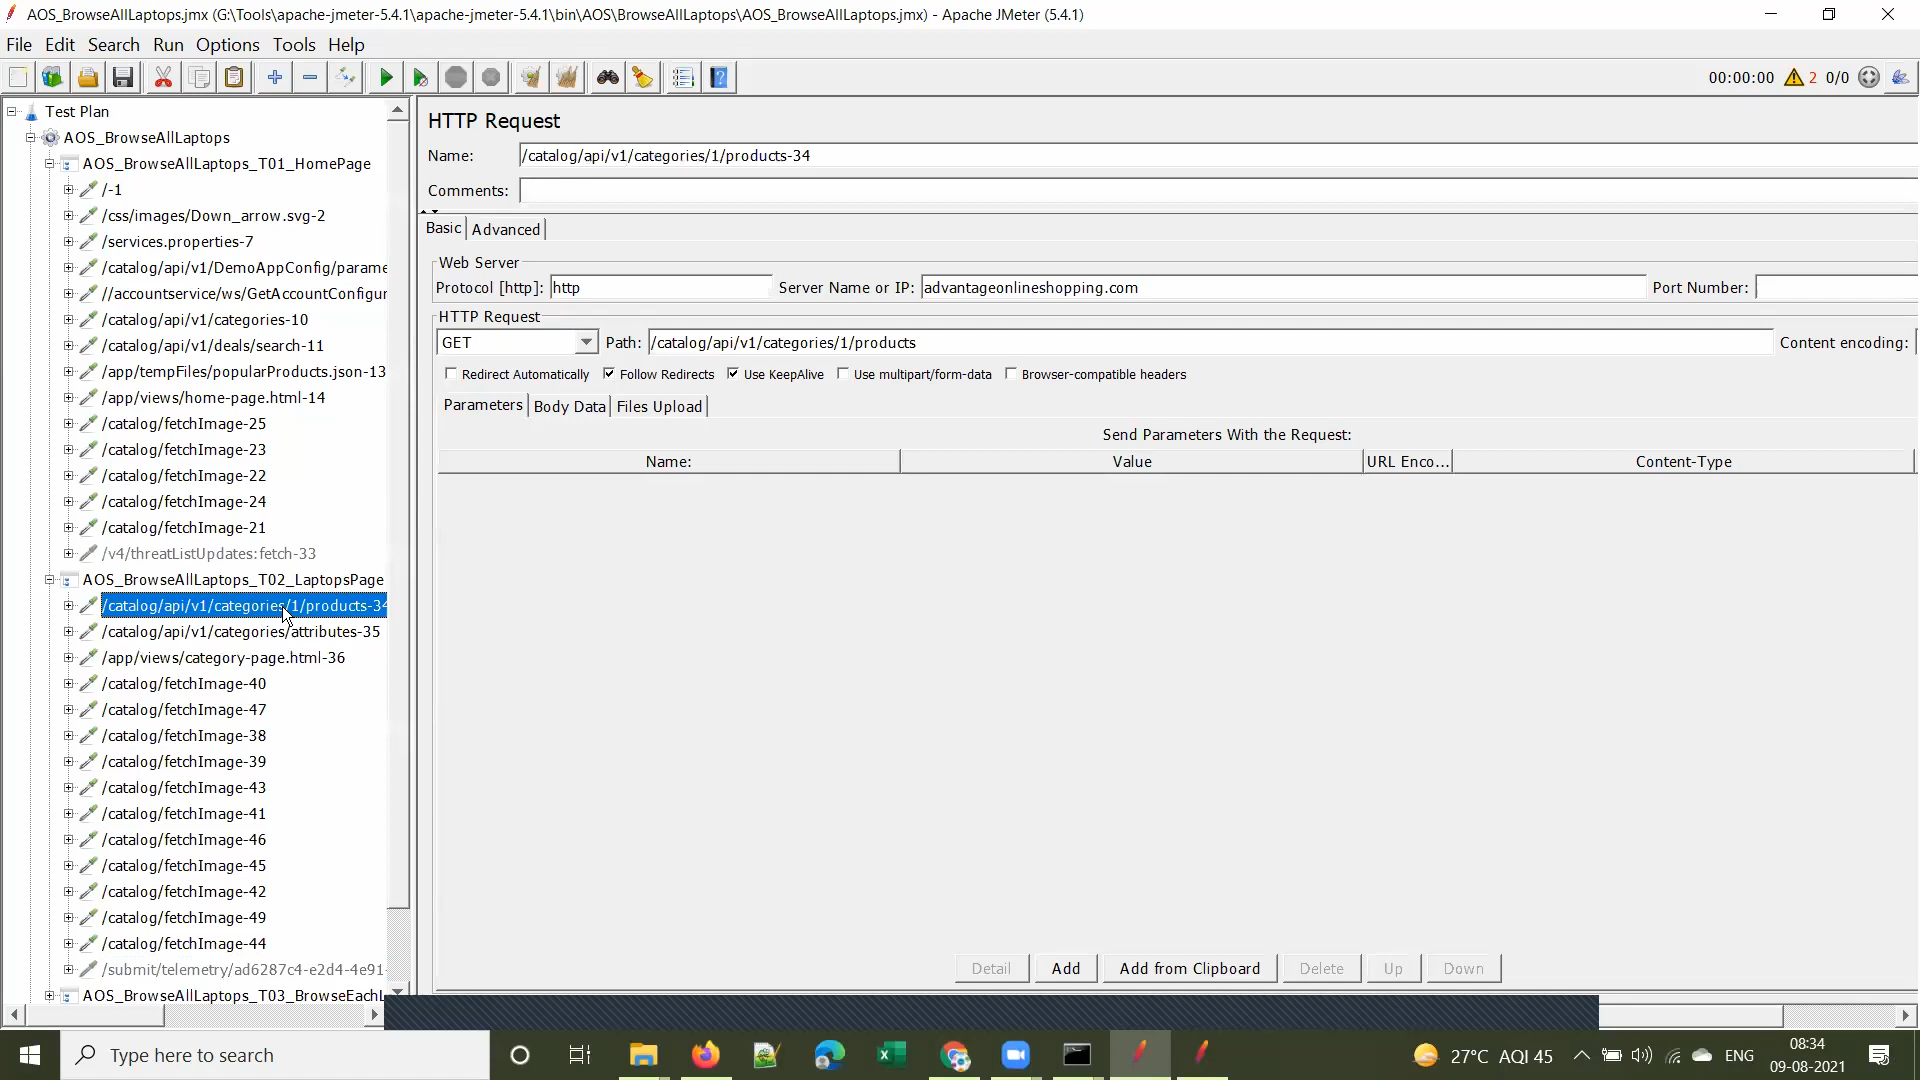 AOS_BrowseAllLaptops.jmx (G:\Tools\apache-jmeter-5.4.1\apache-jmeter-5.4.1\bin\AOS\BrowseAllLaptops\AOS_BrowseAllLaptops.jmx) - Apache JMeter (5.4.1)
File Edit Search Run Options Tools Help
00:00:00 2 0/0
Test Plan
AOS_BrowseAllLaptops
AOS_BrowseAllLaptops_T01_HomePage
/-1
/css/images/Down_arrow.svg-2
/services.properties-7
/catalog/api/v1/DemoAppConfig/parame
//accountservice/ws/GetAccountConfigur
/catalog/api/v1/categories-10
/catalog/api/v1/deals/search-11
/app/tempFiles/popularProducts.json-13
/app/views/home-page.html-14
/catalog/fetchImage-25
/catalog/fetchImage-23
/catalog/fetchImage-22
/catalog/fetchImage-24
/catalog/fetchImage-21
/v4/threatListUpdates:fetch-33
AOS_BrowseAllLaptops_T02_LaptopsPage
/catalog/api/v1/categories/1/products-34
/catalog/api/v1/categories/attributes-35
/app/views/category-page.html-36
/catalog/fetchImage-40
/catalog/fetchImage-47
/catalog/fetchImage-38
/catalog/fetchImage-39
/catalog/fetchImage-43
/catalog/fetchImage-41
/catalog/fetchImage-46
/catalog/fetchImage-45
/catalog/fetchImage-42
/catalog/fetchImage-49
/catalog/fetchImage-44
/submit/telemetry/ad6287c4-e2d4-4e91-
AOS_BrowseAllLaptops_T03_BrowseEachL
HTTP Request
Name: /catalog/api/v1/categories/1/products-34
Comments:
Basic Advanced
Web Server
Protocol [http]: http Server Name or IP: advantageonlineshopping.com Port Number:
HTTP Request
GET Path: /catalog/api/v1/categories/1/products Content encoding:
Redirect Automatically Follow Redirects Use KeepAlive Use multipart/form-data Browser-compatible headers
Parameters Body Data Files Upload
Send Parameters With the Request:
Name: Value URL Enco... Content-Type
Detail Add Add from Clipboard Delete Up Down
Type here to search
27°C AQI 45
ENG
08:34
09-08-2021